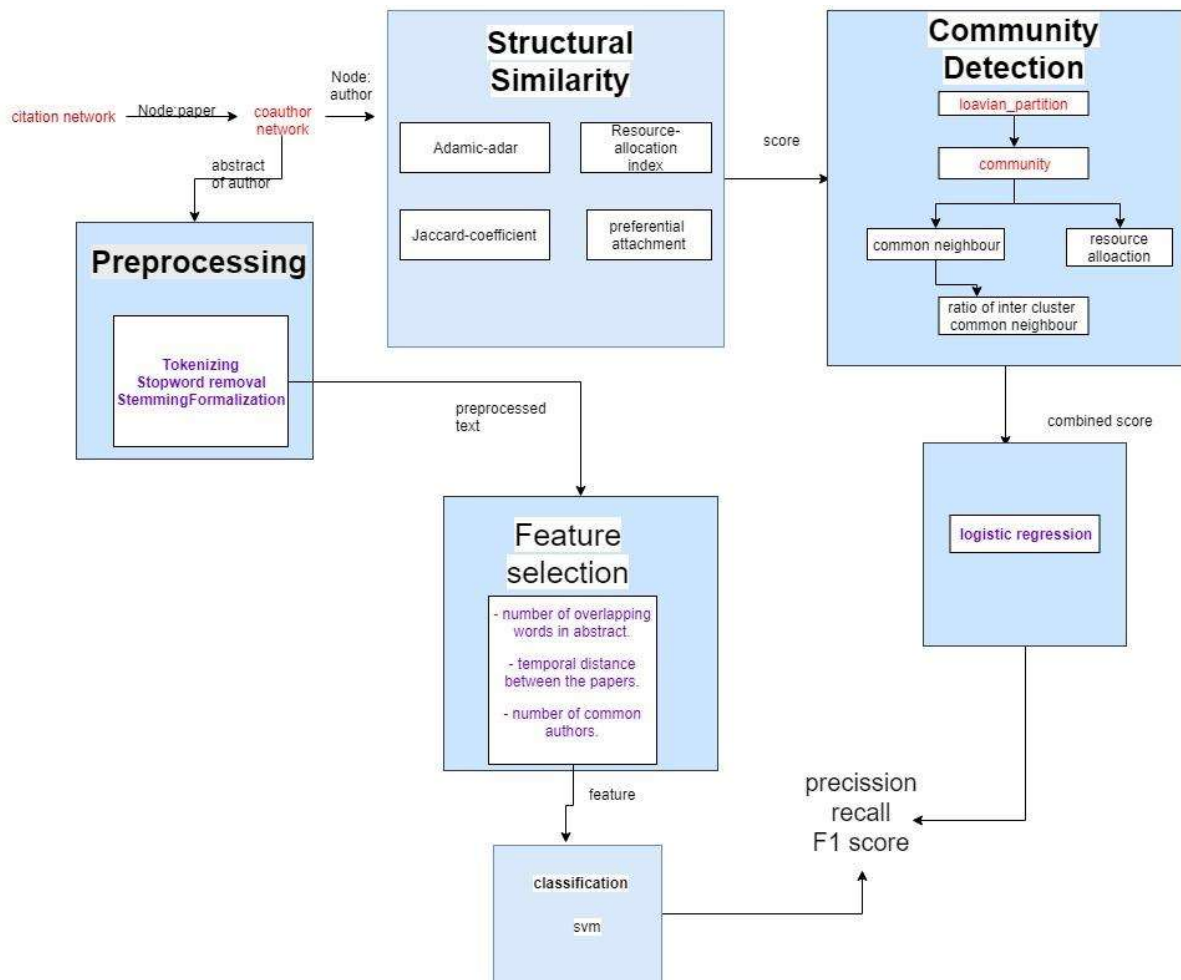 Structural
Similarity
Community
Detection
citation network
Node:paper
coauthor
network
Node:
author
Adamic-adar
Resource-
allocation
index
Jaccard-coefficient
preferential
attachment
score
loavian_partition
community
common neighbour
resource
alloaction
ratio of inter cluster
common neighbour
abstract
of author
Preprocessing
Tokenizing
Stopword removal
StemmingFormalization
preprocessed
text
combined score
logistic regression
Feature
selection
- number of overlapping
words in abstract.
- temporal distance
between the papers.
- number of common
authors.
feature
precission
recall
F1 score
classification
svm